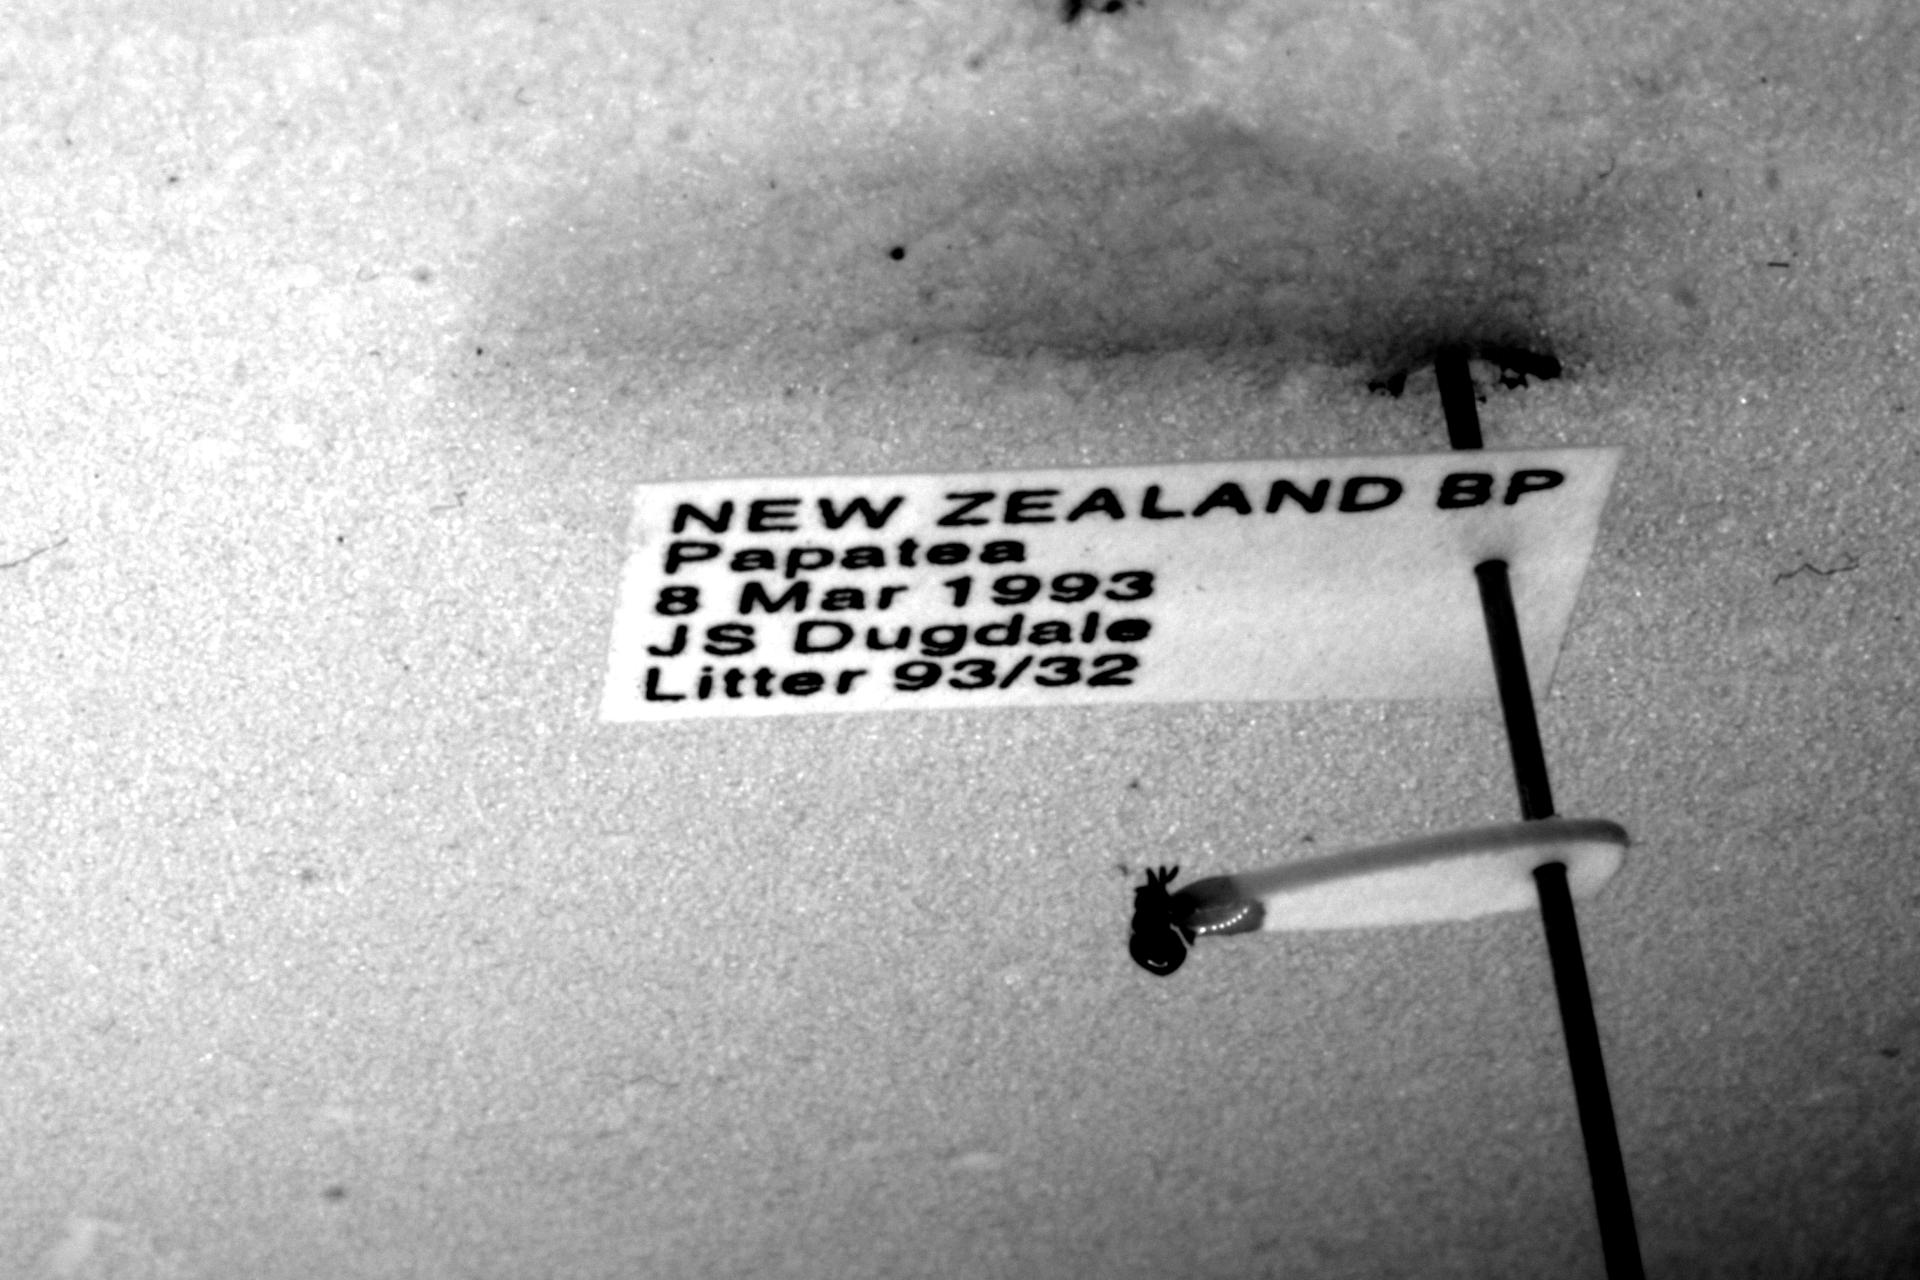 NEW ZEALAND BP
Papatea
8 Mar 1993
JS Dugdale
Litter 93/32